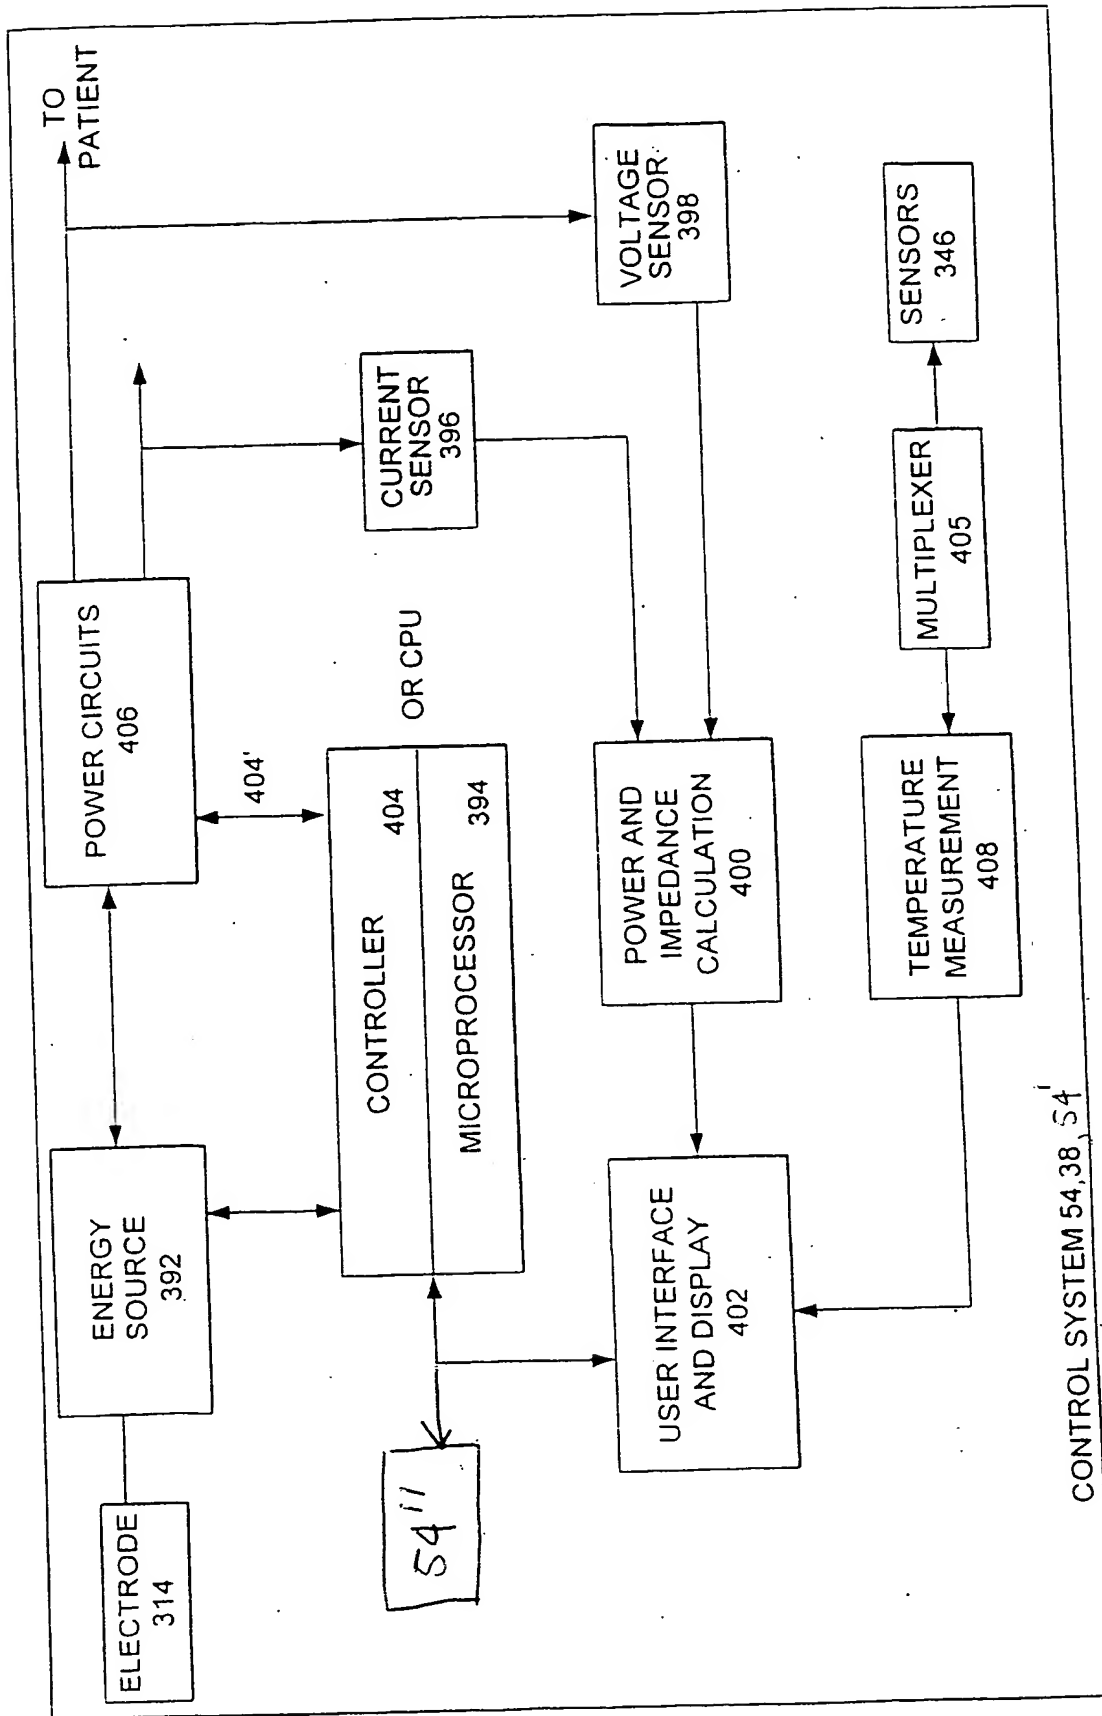 ELECTRODE
314
ENERGY
SOURCE
392
POWER CIRCUITS
406
TO
PATIENT
404'
CONTROLLER
404
MICROPROCESSOR
394
OR CPU
CURRENT
SENSOR
396
VOLTAGE
SENSOR
398
54"
USER INTERFACE
AND DISPLAY
402
POWER AND
IMPEDANCE
CALCULATION
400
TEMPERATURE
MEASUREMENT
408
MULTIPLEXER
405
SENSORS
346
CONTROL SYSTEM 54,38, 54'